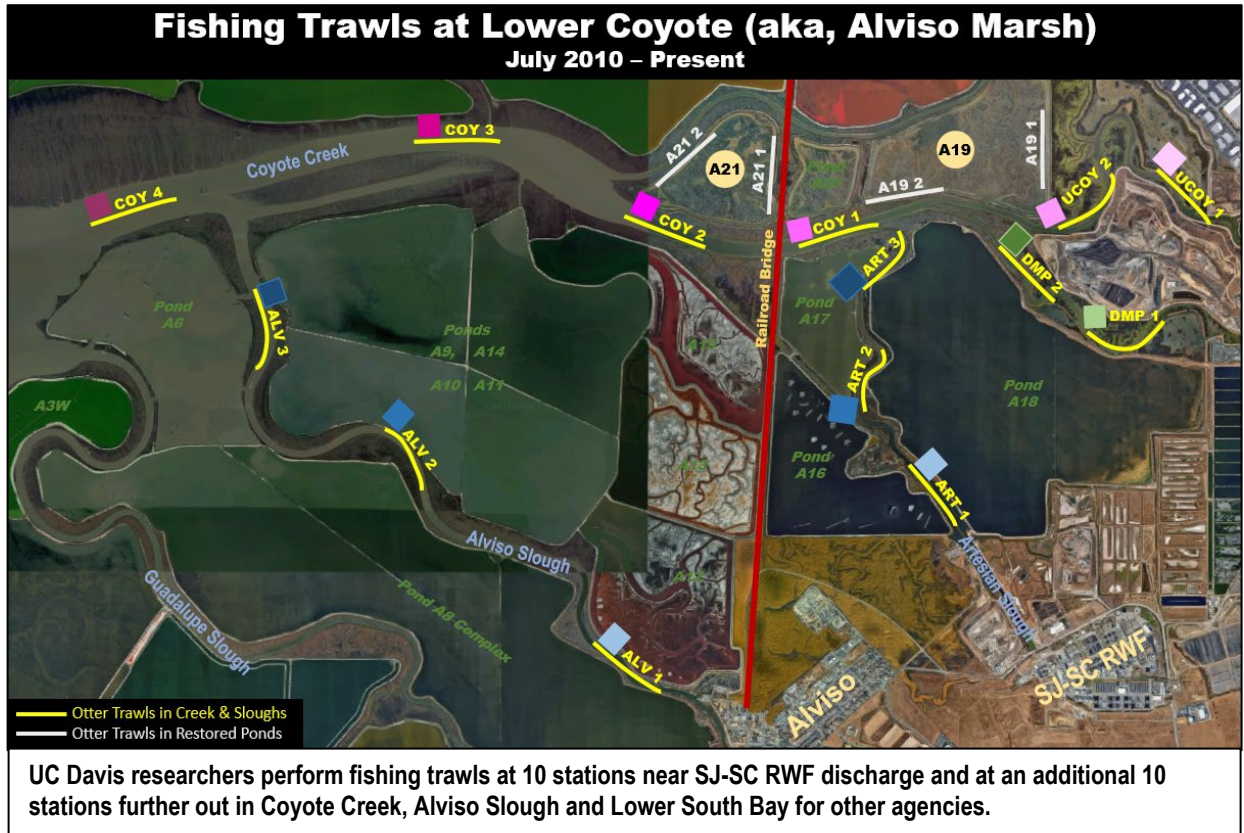 Fishing Trawls at Lower Coyote (aka, Alviso Marsh)
July 2010 – Present
COY 3
Coyote Creek
COY 4
A21 2
A21
A21 1
COY 2
Railroad Bridge
A19
A19 1
A19 2
COY 1
UCOY 2
UCOY 1
ART 3
DMP 2
DMP 1
Pond
A6
ALV 3
Ponds
A9, A14
A10 A11
Pond
A17
ART 2
Pond
A18
A3W
ALV 2
A15
Pond
A16
ART 1
Alviso Slough
Artesian Slough
Guadalupe Slough
Pond A8 Complex
ALV 1
Alviso
SJ-SC RWF
Otter Trawls in Creek & Sloughs
Otter Trawls in Restored Ponds
UC Davis researchers perform fishing trawls at 10 stations near SJ-SC RWF discharge and at an additional 10
stations further out in Coyote Creek, Alviso Slough and Lower South Bay for other agencies.